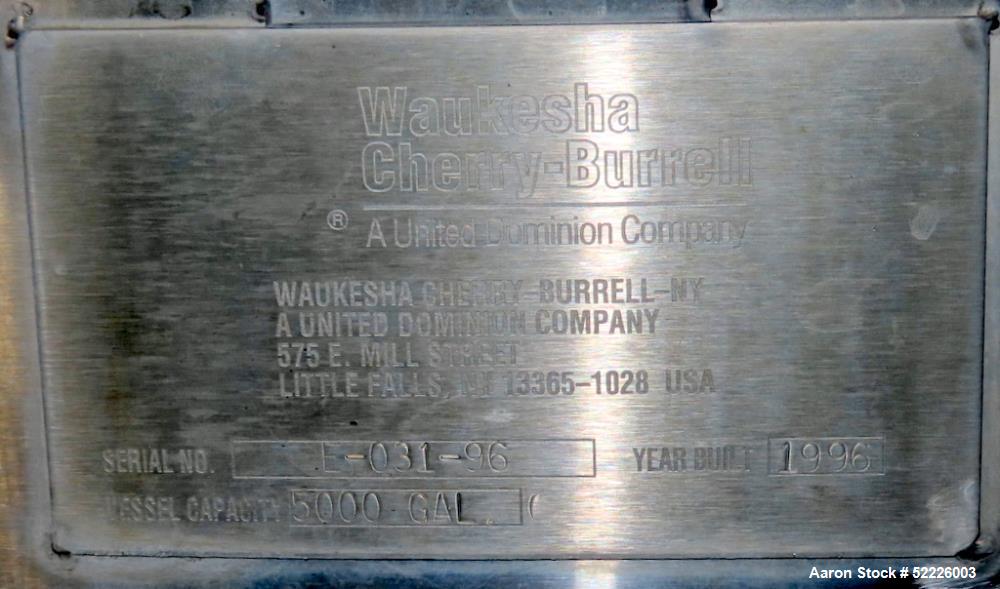 Waukesha
Cherry-Burrell
® A United Dominion Company
WAUKESHA CHERRY-BURRELL-NY
A UNITED DOMINION COMPANY
575 E. MILL STREET
LITTLE FALLS, NY 13365-1028 USA
SERIAL NO. E-031-96 YEAR BUILT 1996
VESSEL CAPACITY 5000 GAL.
Aaron Stock # 52226003